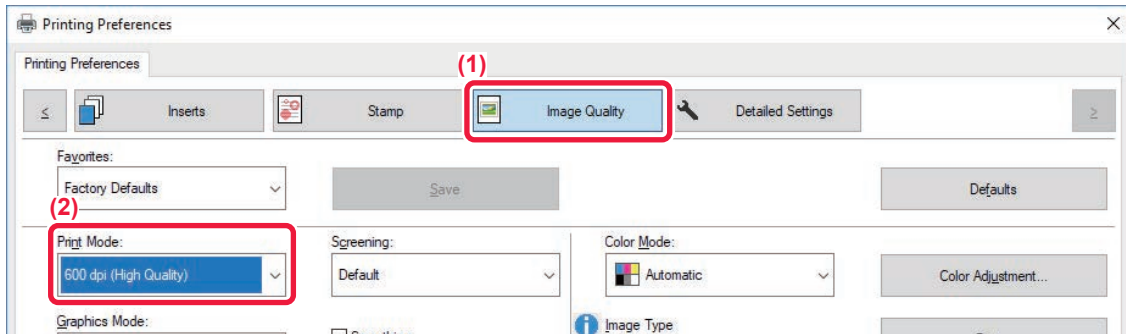 Printing Preferences
Printing Preferences
(1)
<
Inserts
Stamp
Image Quality
Detailed Settings
>
Favorites:
Factory Defaults
Save
Defaults
(2)
Print Mode:
Screening:
Color Mode:
600 dpi (High Quality)
Default
Automatic
Color Adjustment...
Graphics Mode:
Image Type